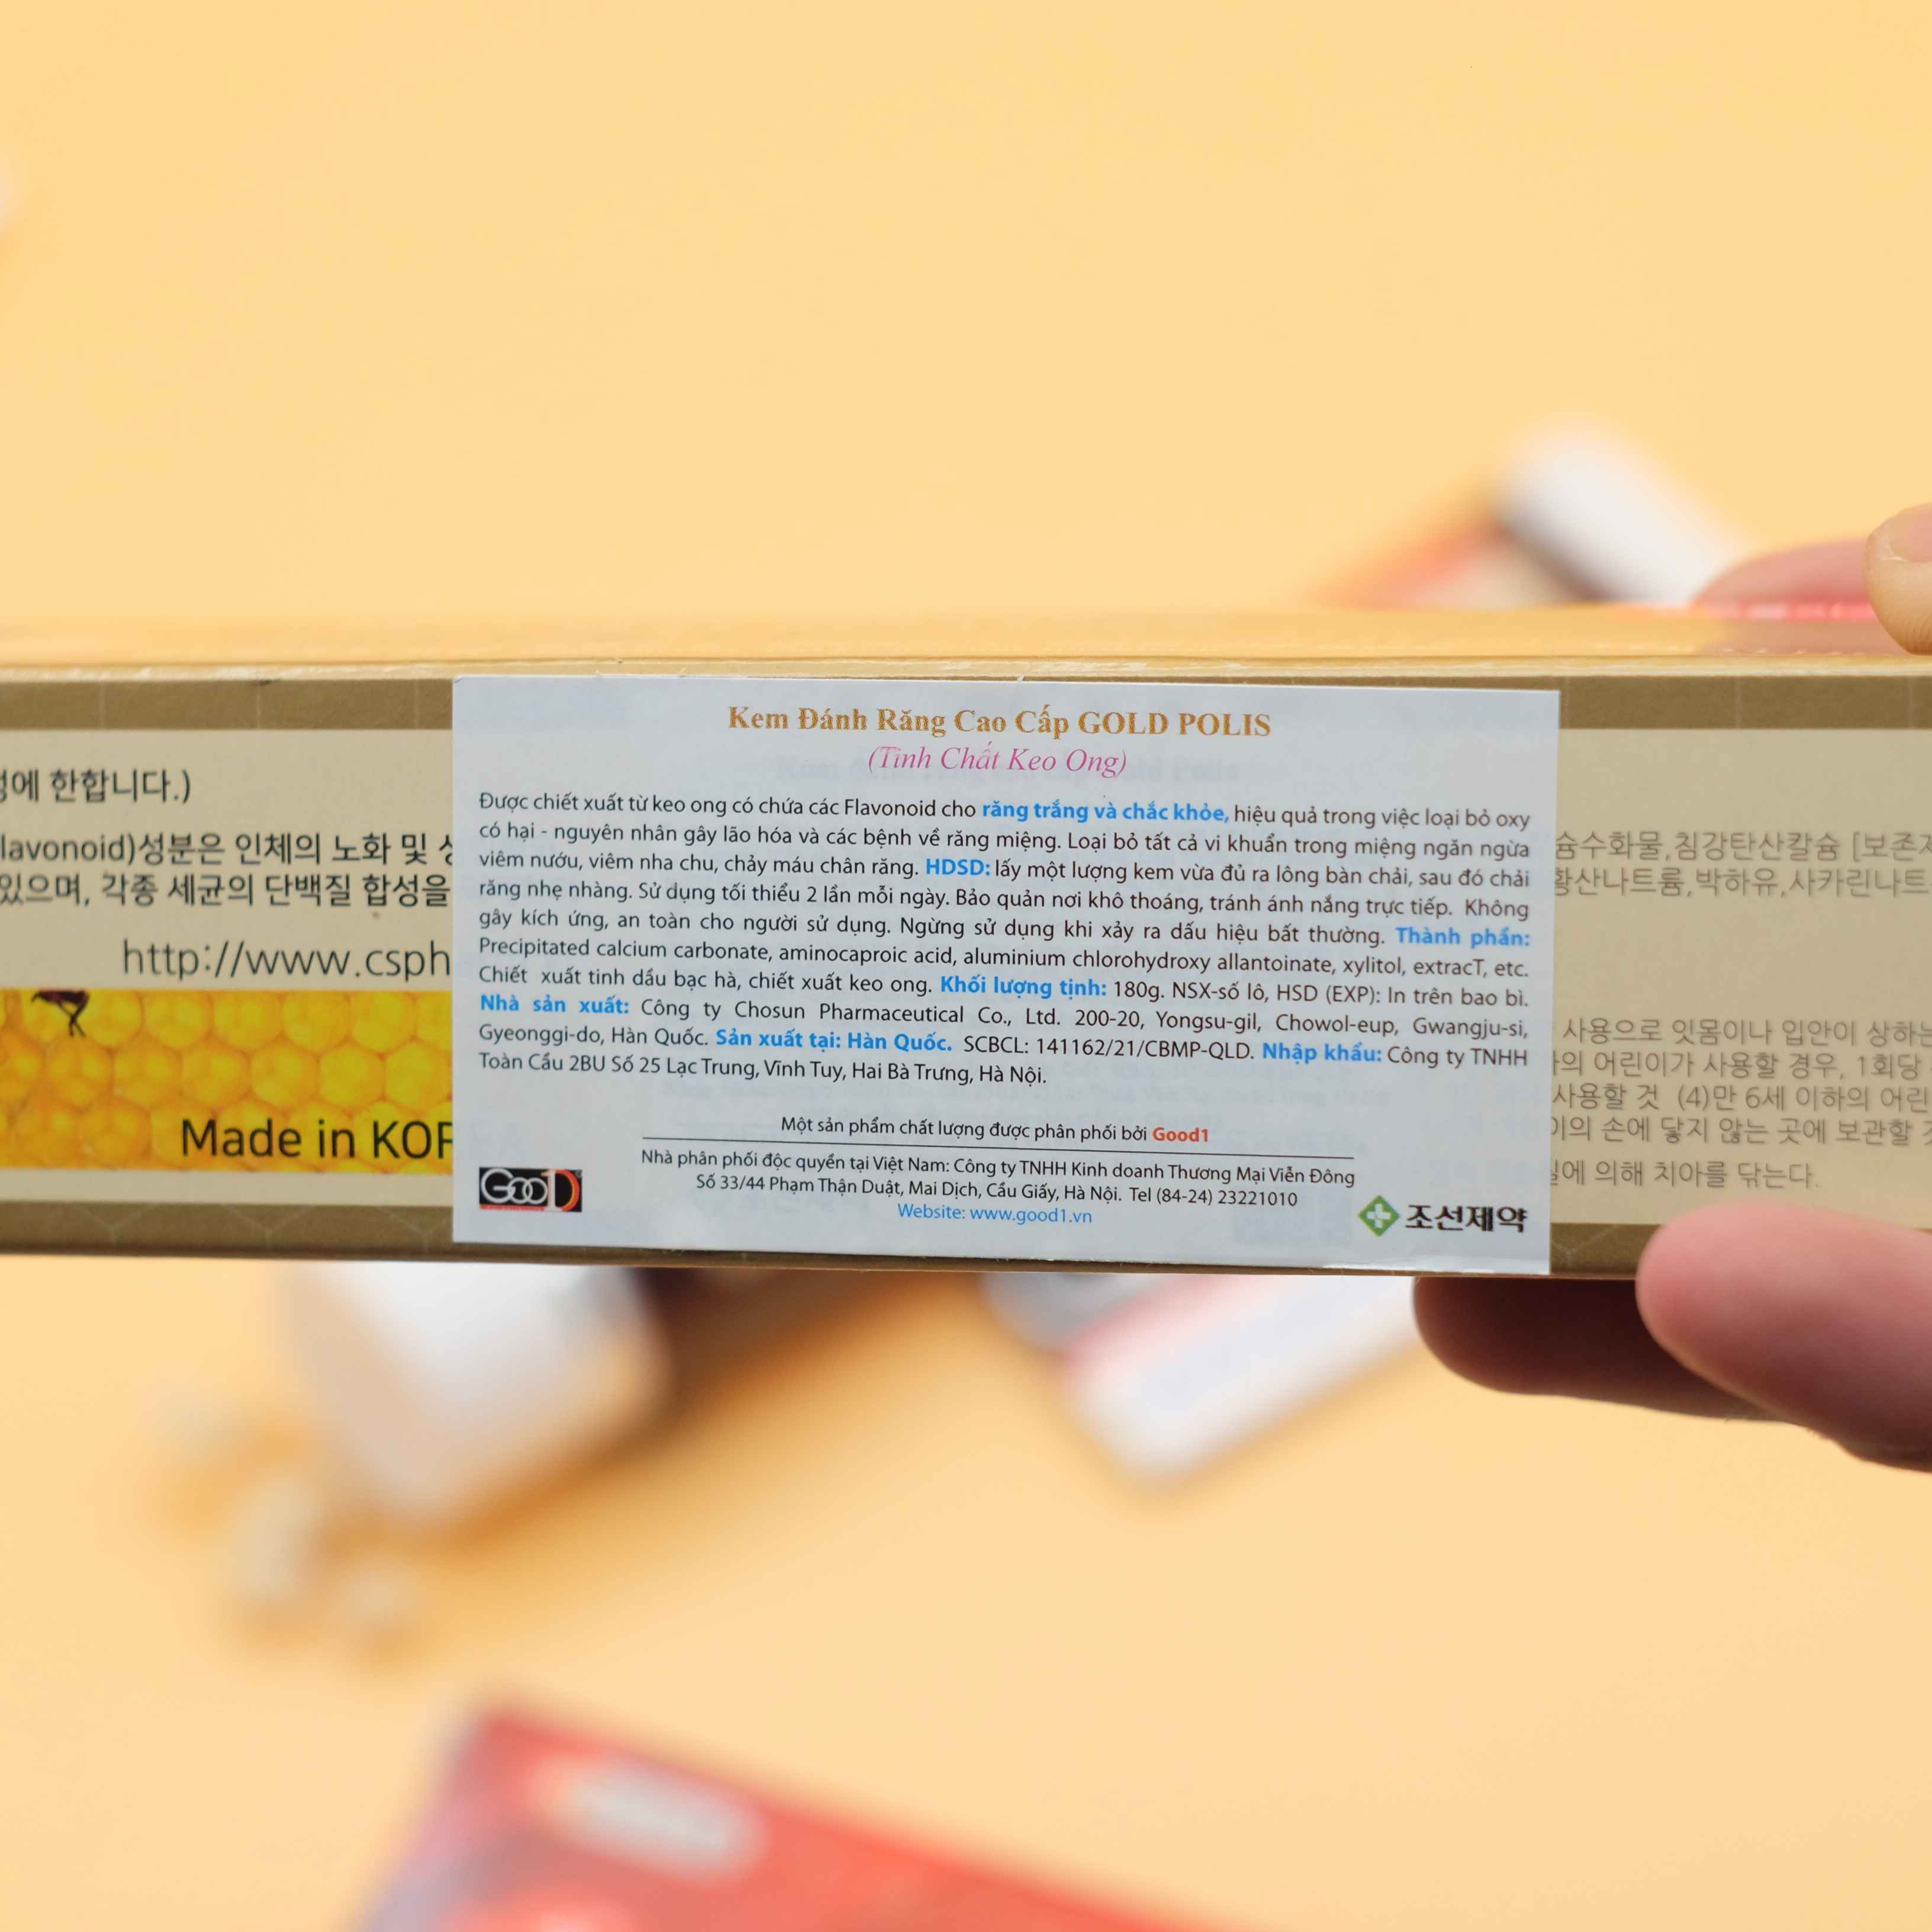 Kem Đánh Răng Cao Cấp GOLD POLIS
(Tinh Chất Keo Ong)
Được chiết xuất từ keo ong có chứa các Flavonoid cho răng trắng và chắc khỏe, hiệu quả trong việc loại bỏ oxy
có hại - nguyên nhân gây lão hóa và các bệnh về răng miệng. Loại bỏ tất cả vi khuẩn trong miệng ngăn ngừa
viêm nướu, viêm nha chu, chảy máu chân răng. HDSD: lấy một lượng kem vừa đủ ra lông bàn chải, sau đó chải
răng nhẹ nhàng. Sử dụng tối thiểu 2 lần mỗi ngày. Bảo quản nơi khô thoáng, tránh ánh nắng trực tiếp. Không
gây kích ứng, an toàn cho người sử dụng. Ngừng sử dụng khi xảy ra dấu hiệu bất thường. Thành phần:
Precipitated calcium carbonate, aminocaproic acid, aluminium chlorohydroxy allantoinate, xylitol, extracT, etc.
Chiết xuất tinh dầu bạc hà, chiết xuất keo ong. Khối lượng tịnh: 180g. NSX-số lô, HSD (EXP): In trên bao bì.
Nhà sản xuất: Công ty Chosun Pharmaceutical Co., Ltd. 200-20, Yongsu-gil, Chowol-eup, Gwangju-si,
Gyeonggi-do, Hàn Quốc. Sản xuất tại: Hàn Quốc. SCBCL: 141162/21/CBMP-QLD. Nhập khẩu: Công ty TNHH
Toàn Cầu 2BU Số 25 Lạc Trung, Vĩnh Tuy, Hai Bà Trưng, Hà Nội.
Một sản phẩm chất lượng được phân phối bởi Good1
Nhà phân phối độc quyền tại Việt Nam: Công ty TNHH Kinh doanh Thương Mại Viễn Đông
Số 33/44 Phạm Thận Duật, Mai Dịch, Cầu Giấy, Hà Nội. Tel (84-24) 23221010
Website: www.good1.vn
GooD
조선제약
에 한합니다.)
lavonoid)성분은 인체의 노화 및
있으며, 각종 세균의 단백질 합성을
http://www.csph
Made in KOR
슘수화물,침강탄산칼슘 [보존제
황산나트륨,박하유,사카린나트
사용으로 잇몸이나 입안이 상하는
의 어린이가 사용할 경우, 1회당
사용할 것 (4)만 6세 이하의 어린
이의 손에 닿지 않는 곳에 보관할
에 의해 치아를 닦는다.